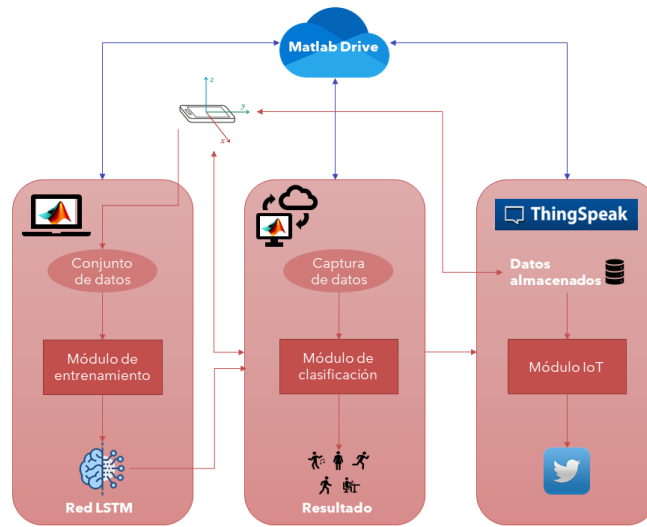 Matlab Drive
z
y
x
ThingSpeak
Conjunto
de datos
Captura
de datos
Datos
almacenados
Módulo de
entrenamiento
Módulo de
clasificación
Módulo IoT
Red LSTM
Resultado